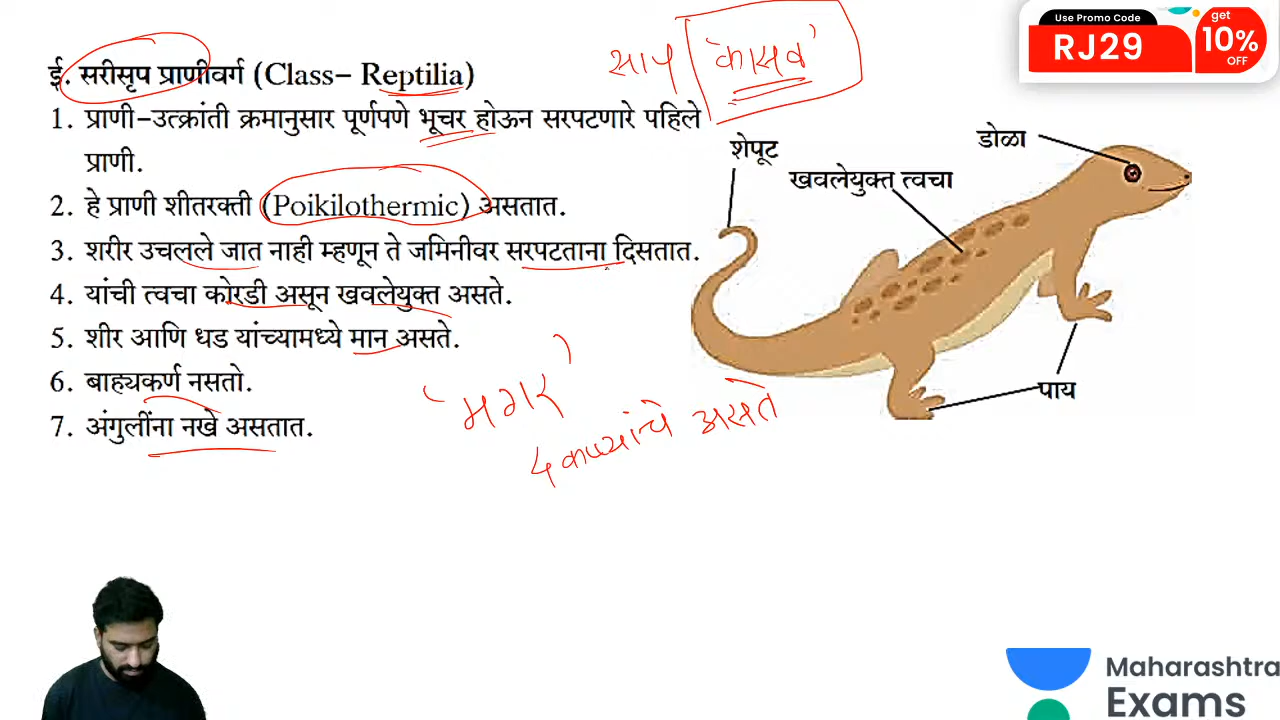 Use Promo Code
RJ29
get
10%
OFF
साप 'कासव'
ई. सरीसृप प्राणीवर्ग (Class– Reptilia)
1. प्राणी-उत्क्रांती क्रमानुसार पूर्णपणे भूचर होऊन सरपटणारे पहिले
प्राणी.
2. हे प्राणी शीतरक्ती (Poikilothermic) असतात.
3. शरीर उचलले जात नाही म्हणून ते जमिनीवर सरपटताना दिसतात.
4. यांची त्वचा कोरडी असून खवलेयुक्त असते.
5. शीर आणि धड यांच्यामध्ये मान असते.
6. बाह्यकर्ण नसतो.
7. अंगुलींना नखे असतात.
'मगर'
4 कप्प्यांचे असते
शेपूट
खवलेयुक्त त्वचा
डोळा
पाय
Maharashtra
Exams